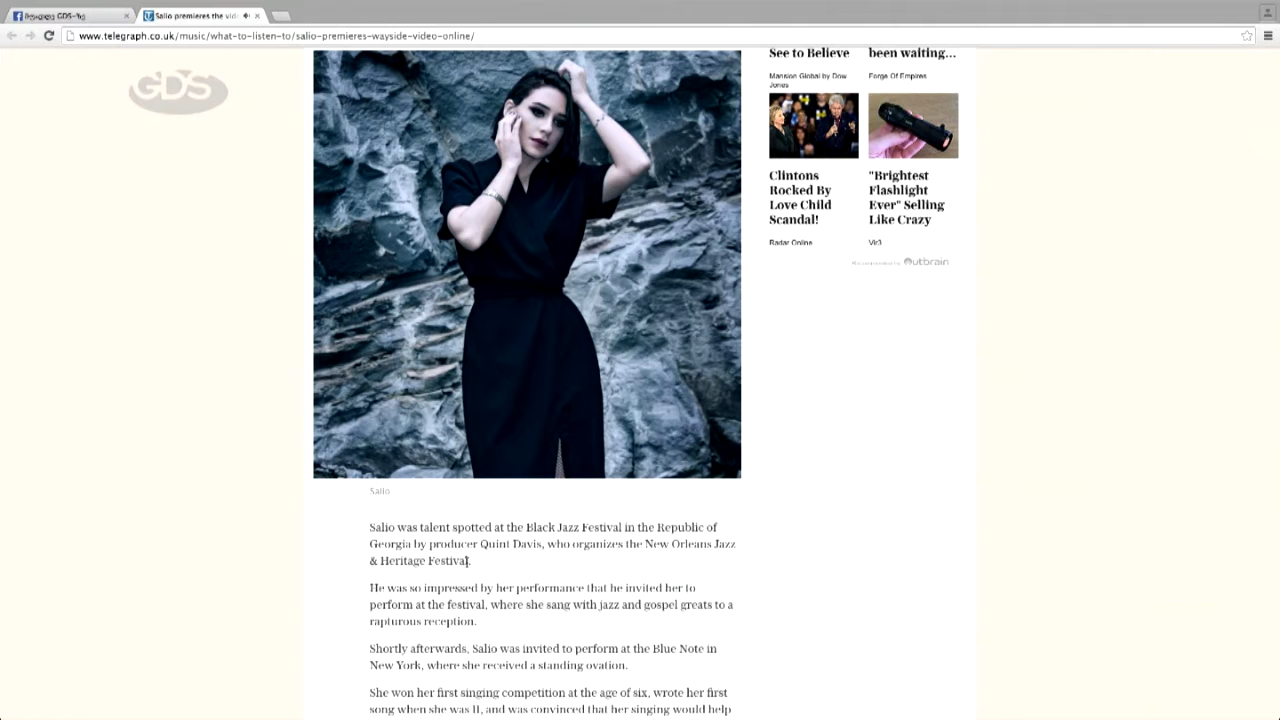 Salio premieres the vid
www.telegraph.co.uk/music/what-to-listen-to/salio-premieres-wayside-video-online/
GDS
See to Believe
Mansion Global by Dow
Jones
been waiting...
Forge Of Empires
Clintons
Rocked By
Love Child
Scandal!
Radar Online
"Brightest
Flashlight
Ever" Selling
Like Crazy
Vir3
Recommended by Outbrain
Salio
Salio was talent spotted at the Black Jazz Festival in the Republic of
Georgia by producer Quint Davis, who organizes the New Orleans Jazz
& Heritage Festival.
He was so impressed by her performance that he invited her to
perform at the festival, where she sang with jazz and gospel greats to a
rapturous reception.
Shortly afterwards, Salio was invited to perform at the Blue Note in
New York, where she received a standing ovation.
She won her first singing competition at the age of six, wrote her first
song when she was 11, and was convinced that her singing would help